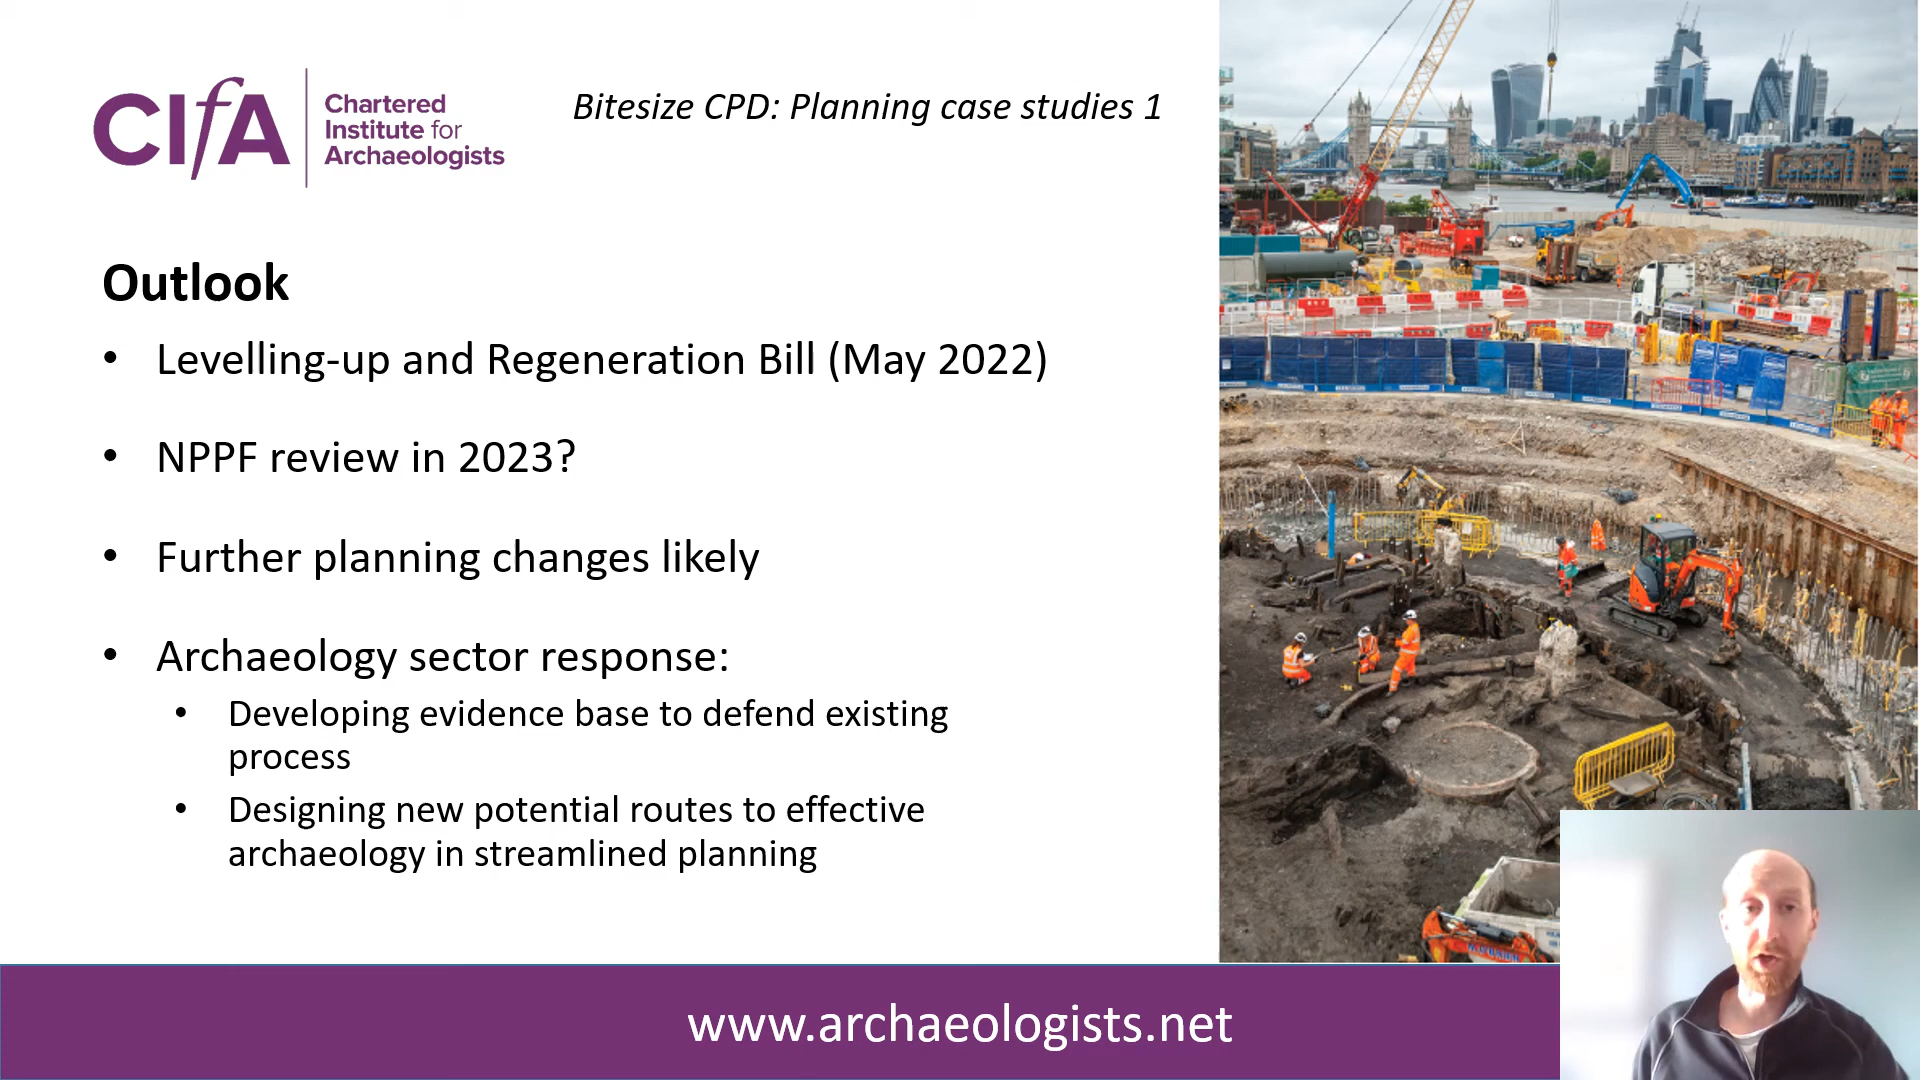 CIfA
Chartered
Institute for
Archaeologists
Bitesize CPD: Planning case studies 1
Outlook
• Levelling-up and Regeneration Bill (May 2022)
• NPPF review in 2023?
• Further planning changes likely
• Archaeology sector response:
• Developing evidence base to defend existing
process
• Designing new potential routes to effective
archaeology in streamlined planning
www.archaeologists.net